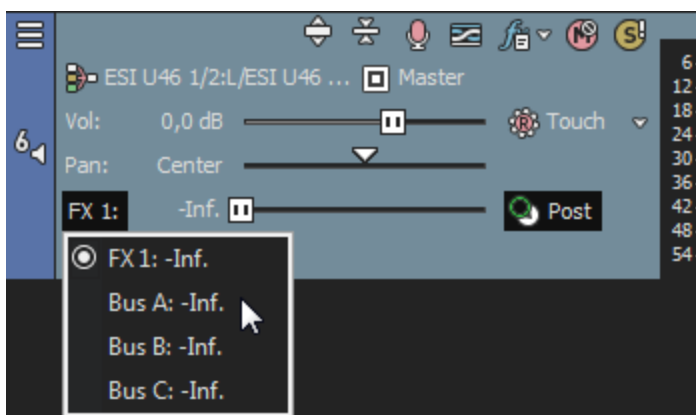 ESI U46 1/2:L/ESI U46 ... Master
Vol: 0,0 dB Touch
6
Pan: Center
FX 1: -Inf. Post
FX 1: -Inf.
Bus A: -Inf.
Bus B: -Inf.
Bus C: -Inf.
6
12
18
24
30
36
42
48
54
S!
M
R